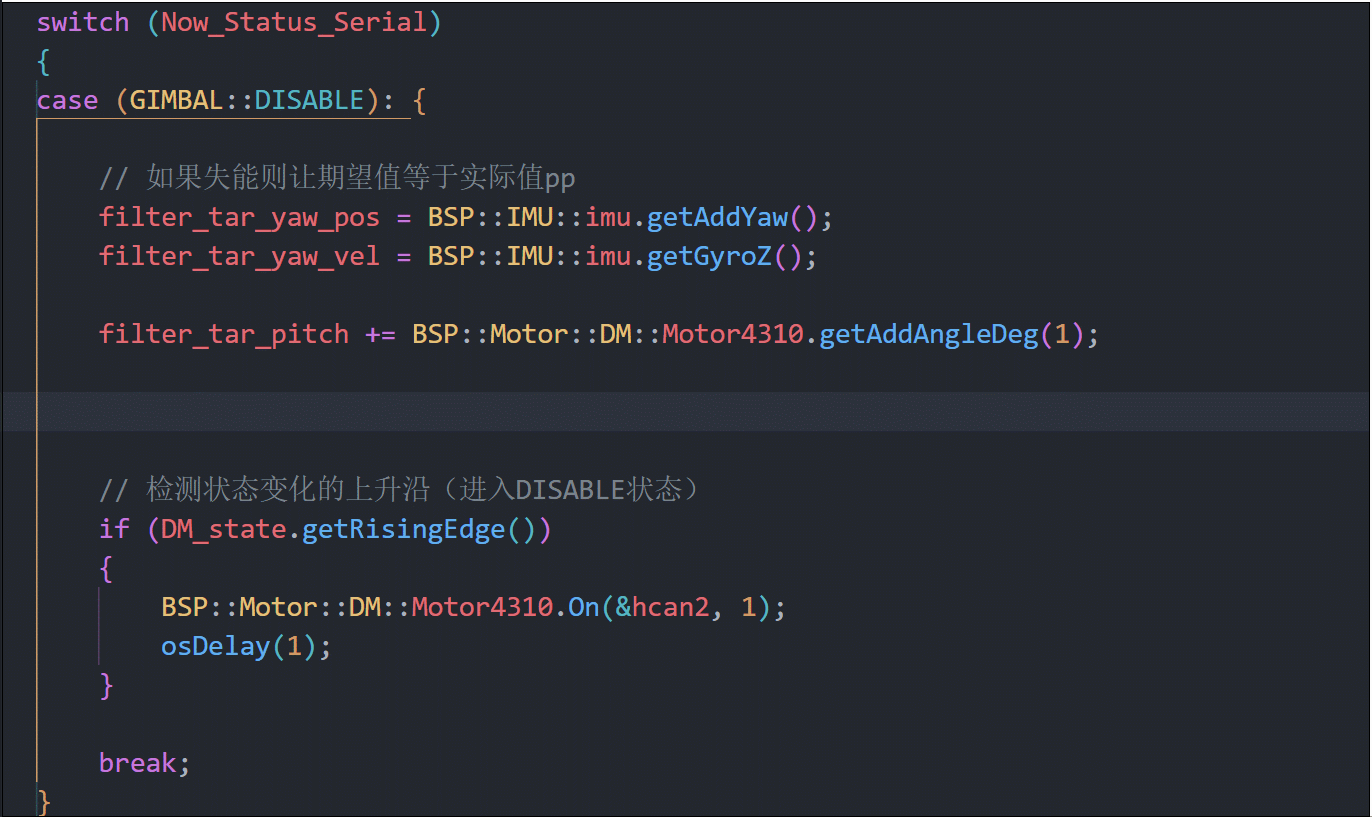 switch (Now_Status_Serial)
{
case (GIMBAL::DISABLE): {
// 如果失能则让期望值等于实际值pp
filter_tar_yaw_pos = BSP::IMU::imu.getAddYaw();
filter_tar_yaw_vel = BSP::IMU::imu.getGyroZ();
filter_tar_pitch += BSP::Motor::DM::Motor4310.getAddAngleDeg(1);
// 检测状态变化的上升沿（进入DISABLE状态）
if (DM_state.getRisingEdge())
{
BSP::Motor::DM::Motor4310.On(&hcan2, 1);
osDelay(1);
}
break;
}